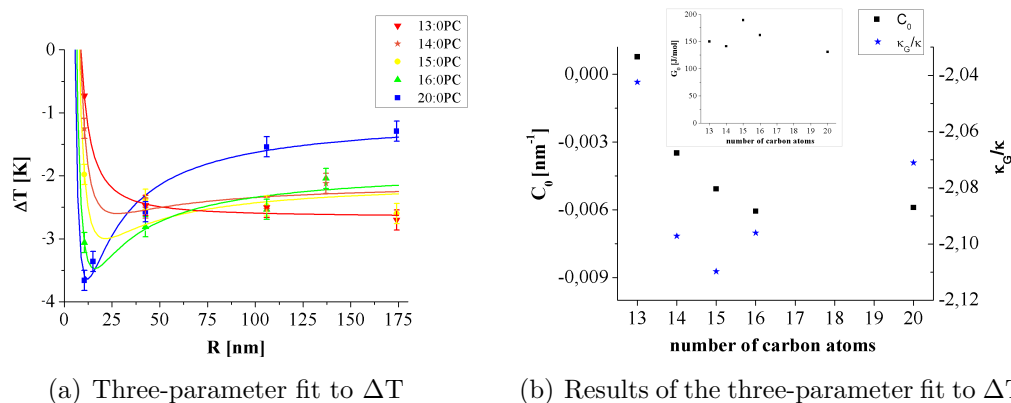 13:0PC
14:0PC
15:0PC
16:0PC
20:0PC
0
-1
-2
-3
-4
ΔT [K]
0 25 50 75 100 125 150 175
R [nm]
C₀
κG/κ
200
150
100
50
0
G₀ [J/mol]
13 14 15 16 17 18 19 20
number of carbon atoms
0,000
-0,003
-0,006
-0,009
C₀ [nm⁻¹]
-2,04
-2,06
-2,08
-2,10
-2,12
κG/κ
13 14 15 16 17 18 19 20
number of carbon atoms
(a) Three-parameter fit to ΔT
(b) Results of the three-parameter fit to ΔT